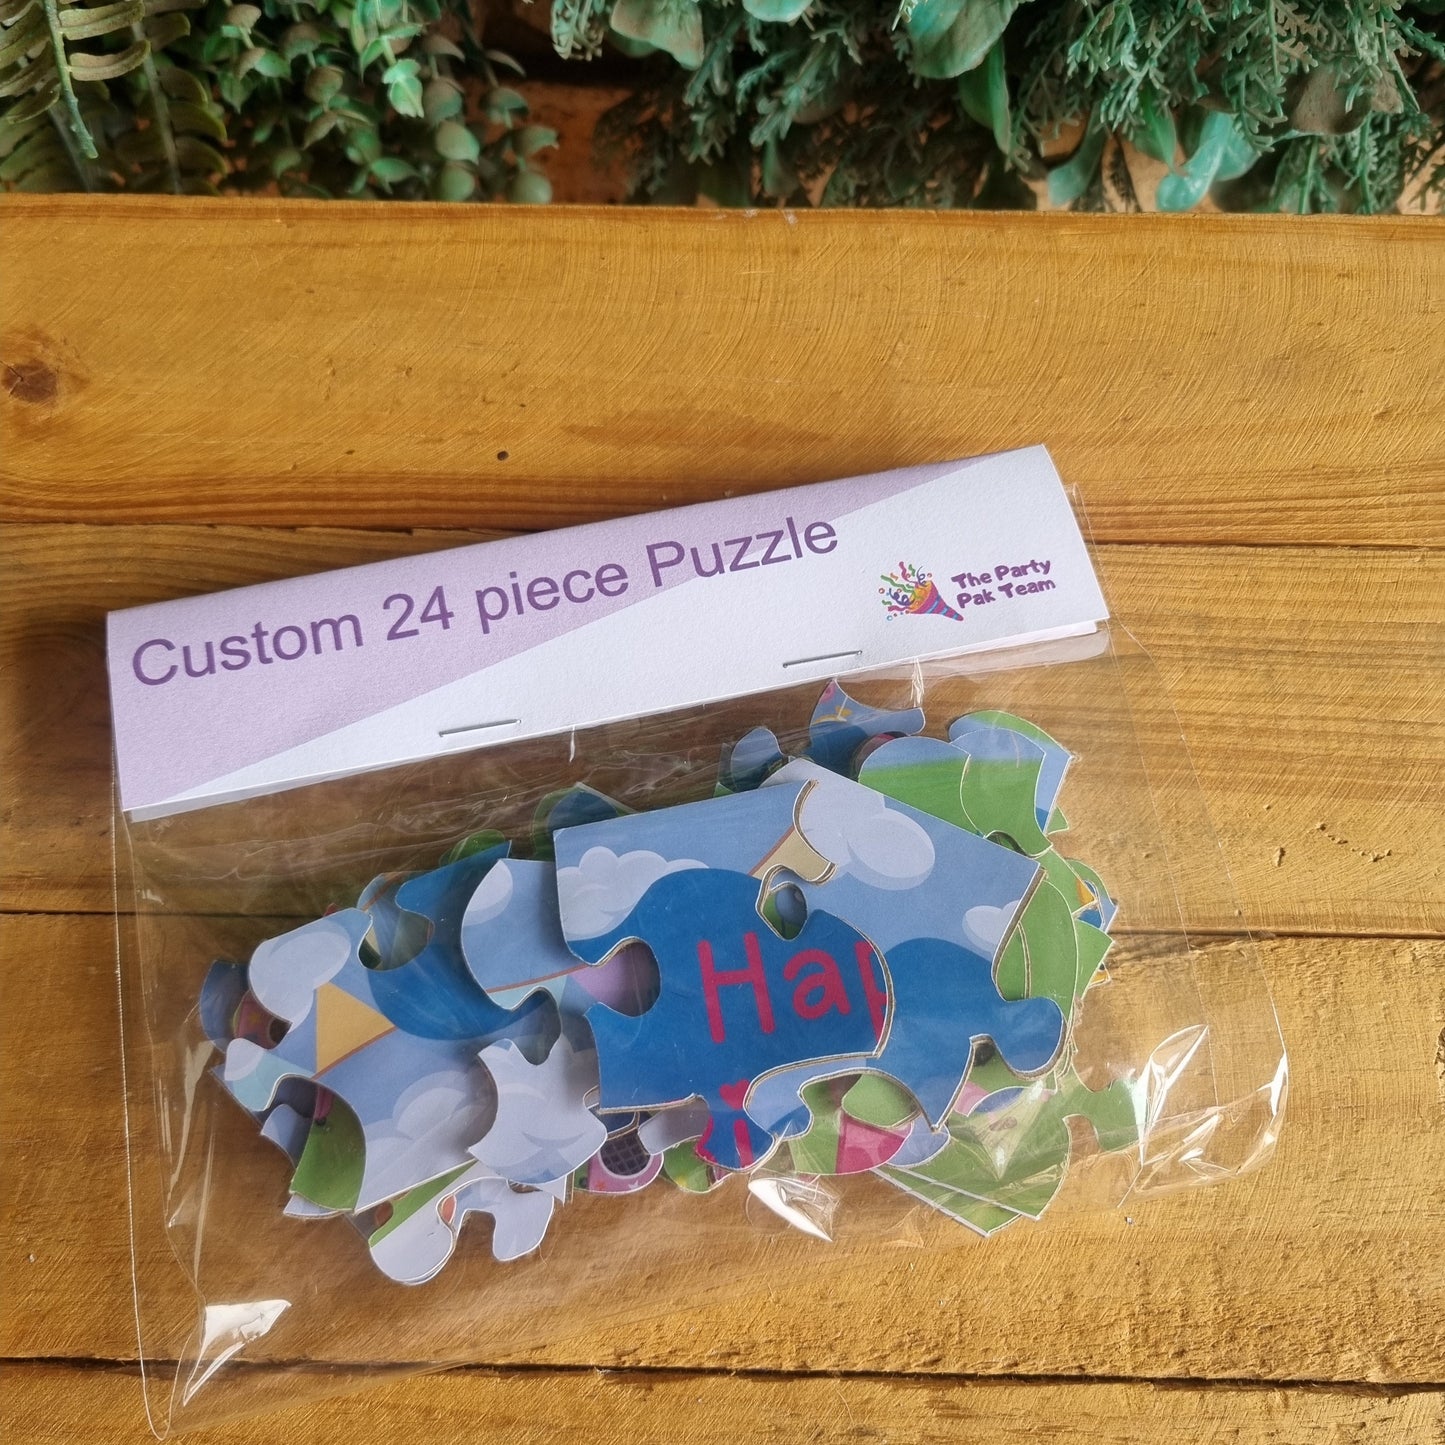 Custom 24 piece Puzzle
The Party
Pak Team
Hap
i